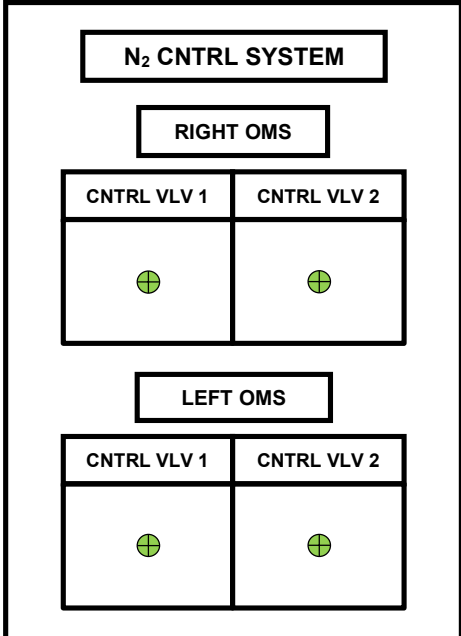 N₂ CNTRL SYSTEM
RIGHT OMS
CNTRL VLV 1 CNTRL VLV 2
LEFT OMS
CNTRL VLV 1 CNTRL VLV 2